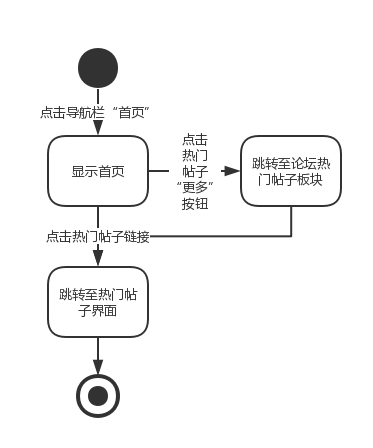 点击导航栏“首页”
显示首页
点击
热门
帖子
“更多”
按钮
跳转至论坛热
门帖子板块
点击热门帖子链接
跳转至热门帖
子界面